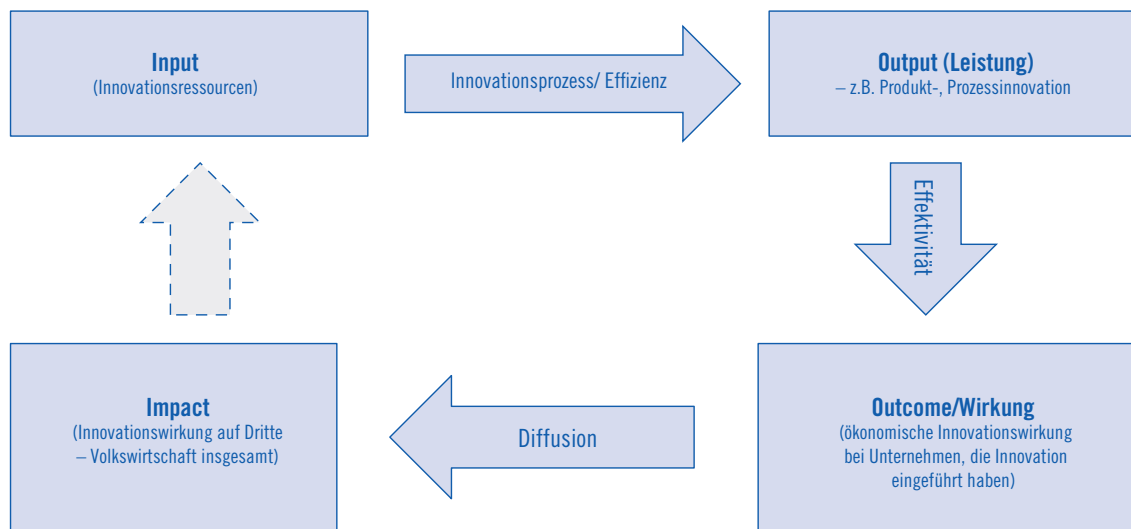 Input
(Innovationsressourcen)
Innovationsprozess/ Effizienz
Output (Leistung)
– z.B. Produkt-, Prozessinnovation
Effektivität
Outcome/Wirkung
(ökonomische Innovationswirkung
bei Unternehmen, die Innovation
eingeführt haben)
Diffusion
Impact
(Innovationswirkung auf Dritte
– Volkswirtschaft insgesamt)